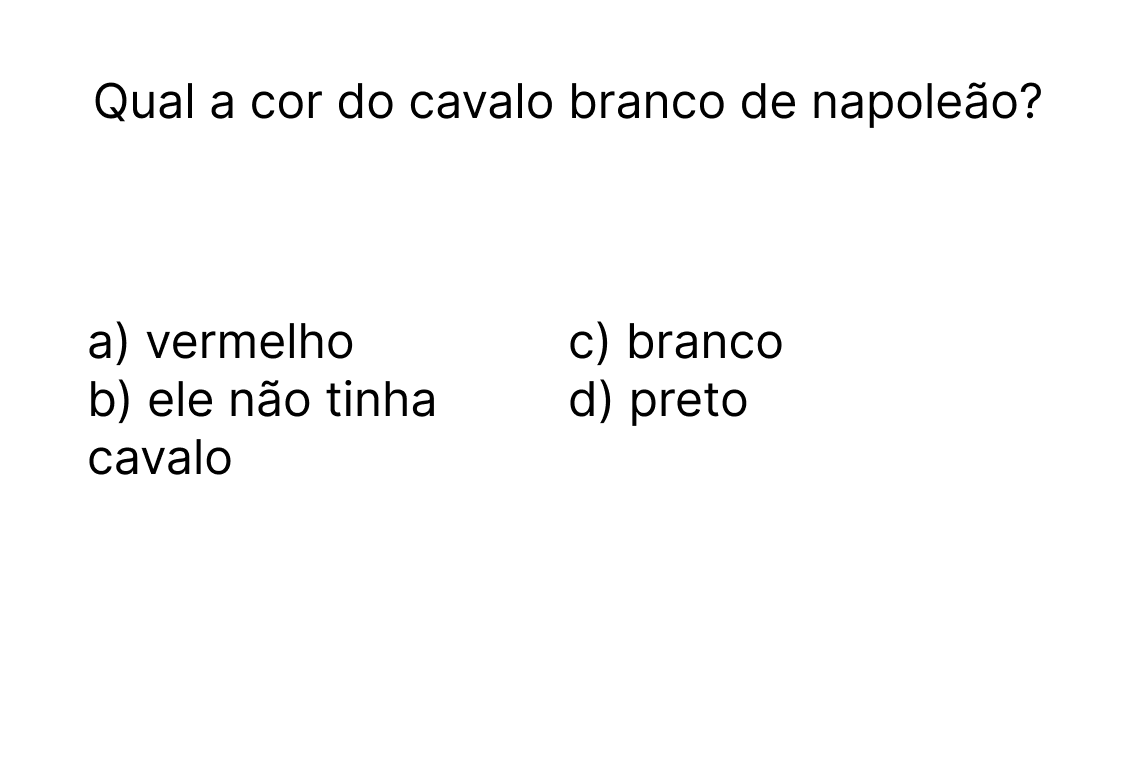 Qual a cor do cavalo branco de napoleão?
a) vermelho
b) ele não tinha
cavalo
c) branco
d) preto